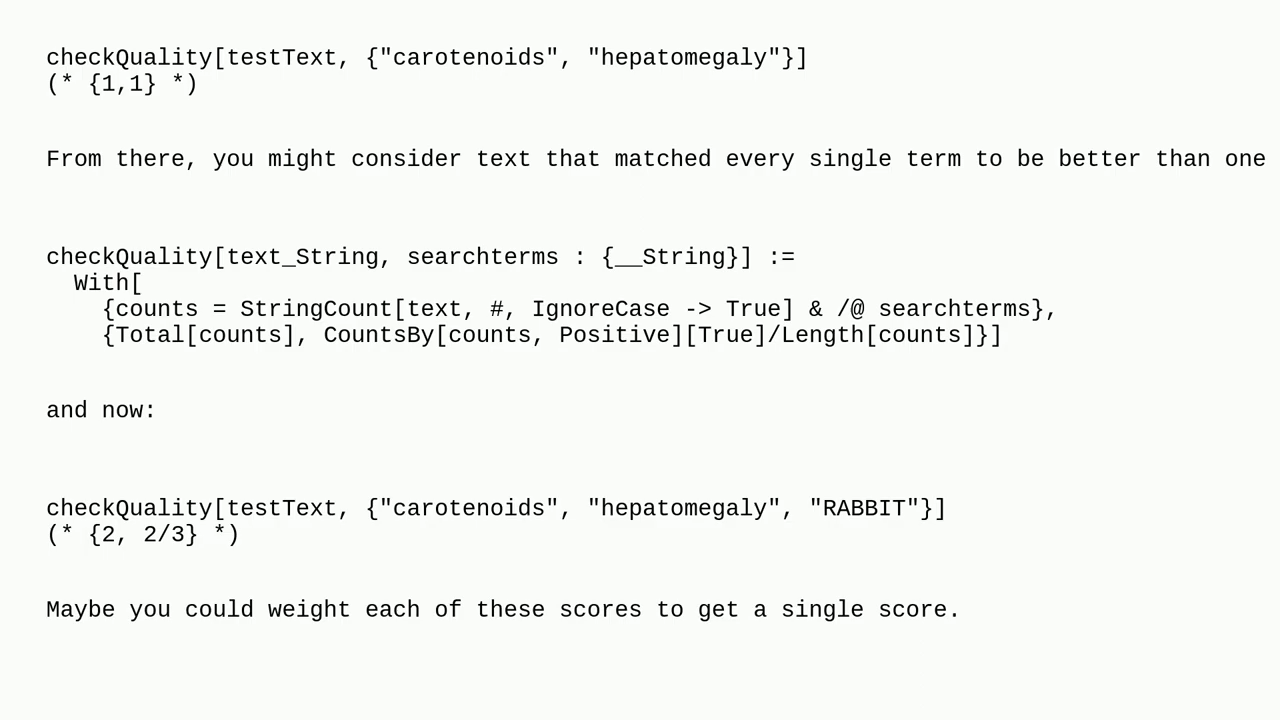 checkQuality[testText, {"carotenoids", "hepatomegaly"}]
(* {1,1} *)
From there, you might consider text that matched every single term to be better than one
checkQuality[text_String, searchterms : {__String}] :=
With[
{counts = StringCount[text, #, IgnoreCase -> True] & /@ searchterms},
{Total[counts], CountsBy[counts, Positive][True]/Length[counts]}]
and now:
checkQuality[testText, {"carotenoids", "hepatomegaly", "RABBIT"}]
(* {2, 2/3} *)
Maybe you could weight each of these scores to get a single score.